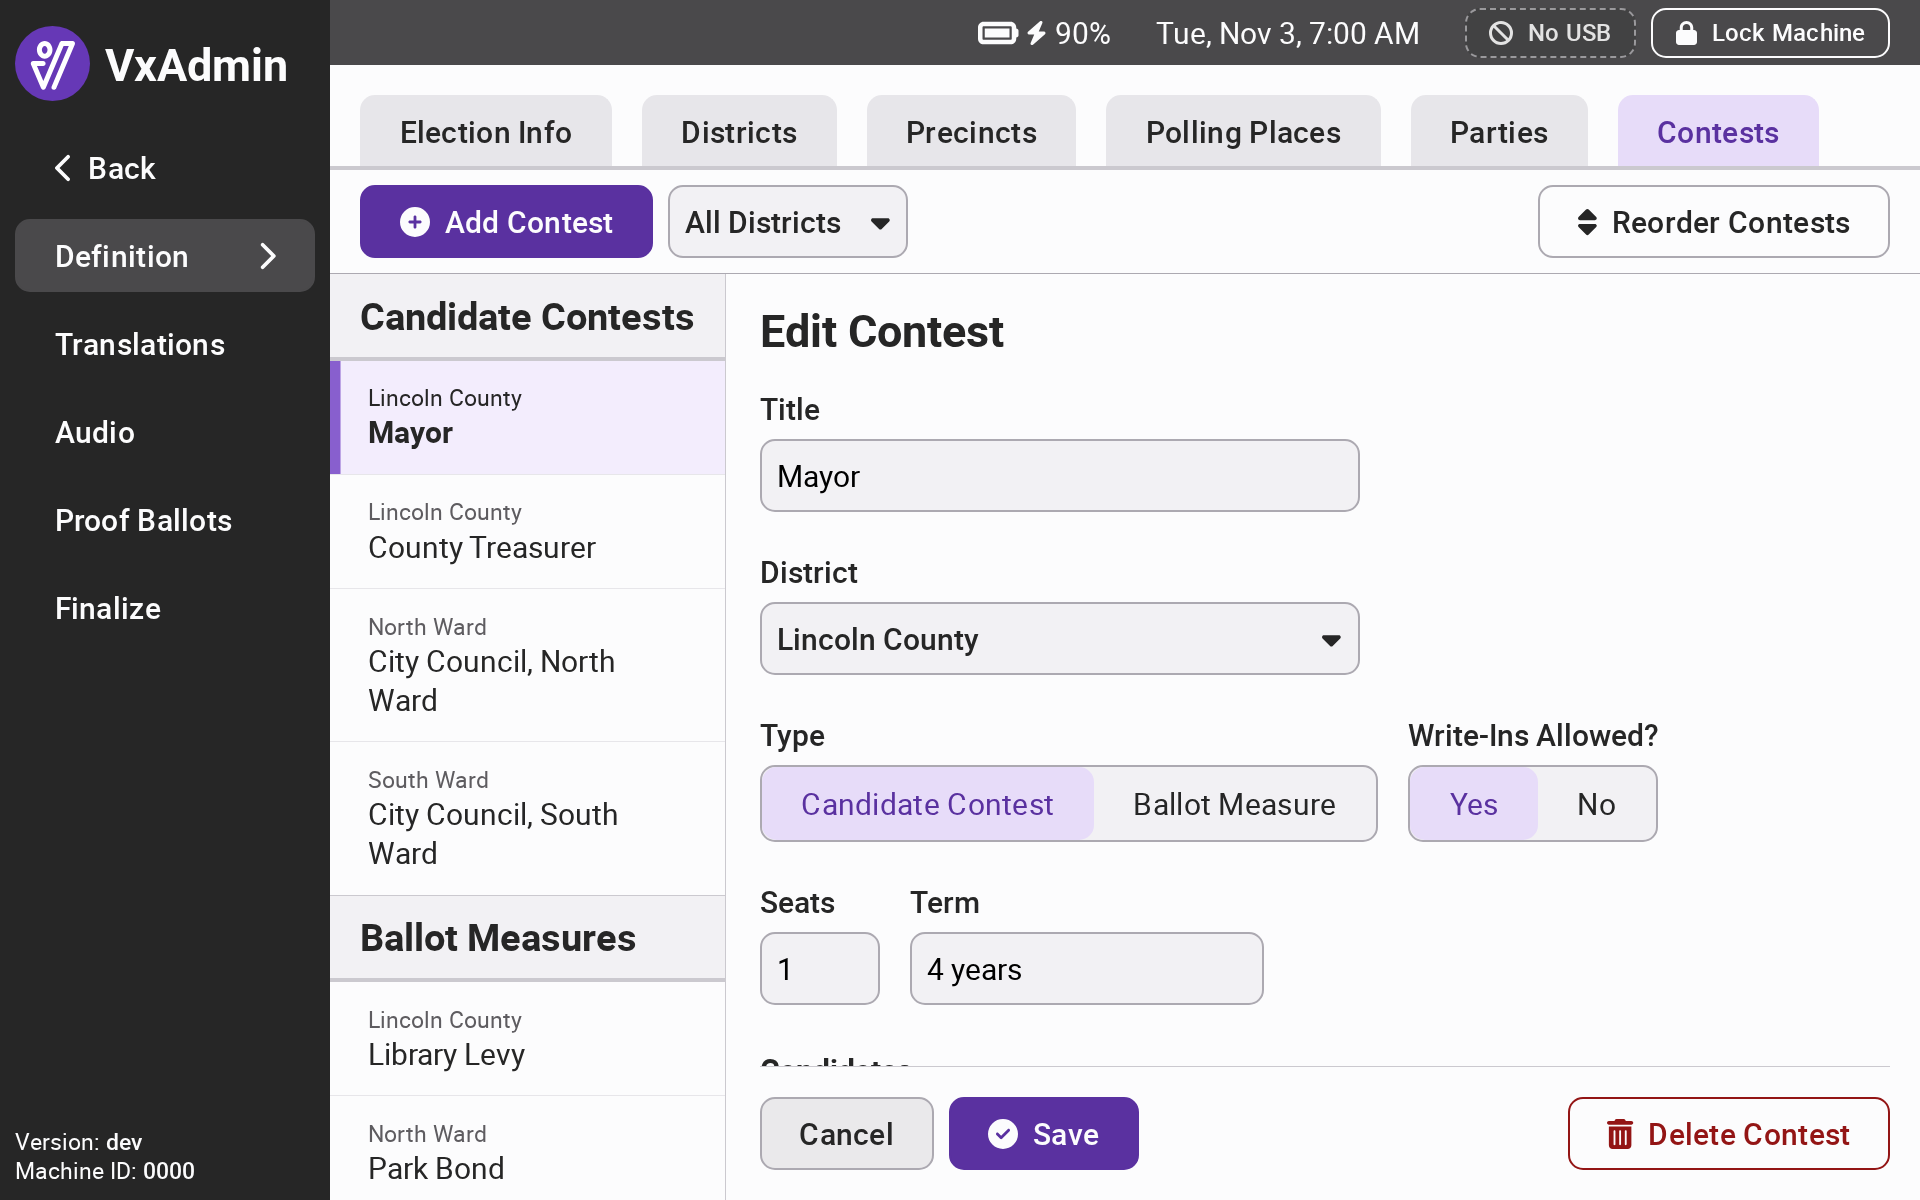 VxAdmin
90%
Tue, Nov 3, 7:00 AM
No USB
Lock Machine
Back
Definition
Translations
Audio
Proof Ballots
Finalize
Version: dev
Machine ID: 0000
Election Info
Districts
Precincts
Polling Places
Parties
Contests
Add Contest
All Districts
Reorder Contests
Candidate Contests
Lincoln County
Mayor
Lincoln County
County Treasurer
North Ward
City Council, North
Ward
South Ward
City Council, South
Ward
Ballot Measures
Lincoln County
Library Levy
North Ward
Park Bond
Edit Contest
Title
Mayor
District
Lincoln County
Type
Candidate Contest
Ballot Measure
Write-Ins Allowed?
Yes
No
Seats
1
Term
4 years
Candidates
Cancel
Save
Delete Contest